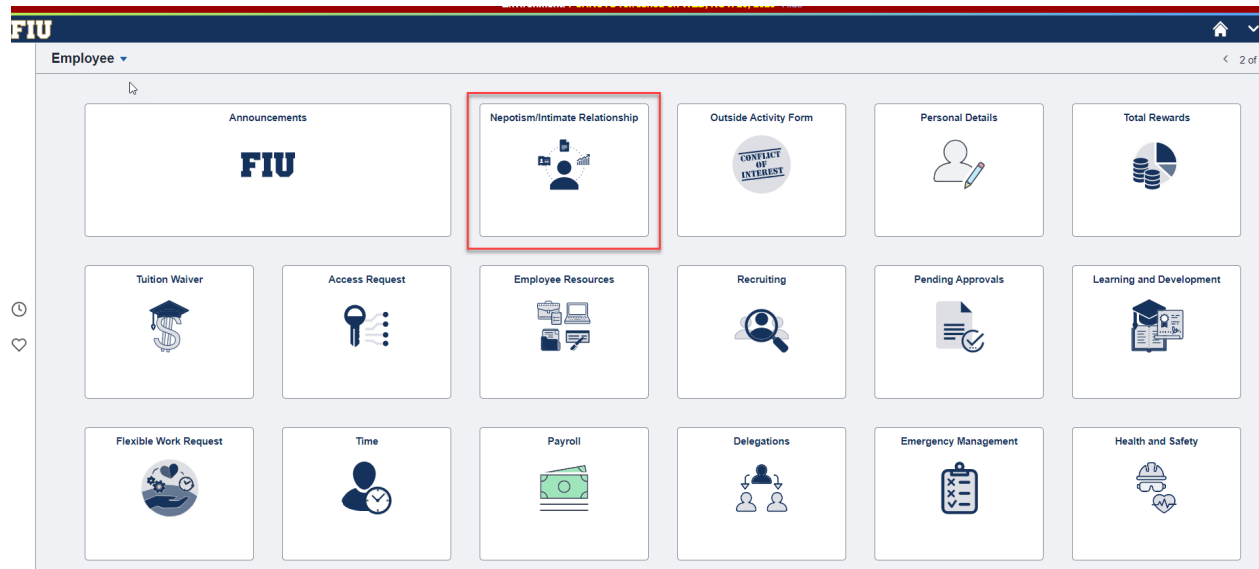 FIU
Employee
2 of
Announcements
FIU
Nepotism/Intimate Relationship
Outside Activity Form
CONFLICT
OF
INTEREST
Personal Details
Total Rewards
Tuition Waiver
Access Request
Employee Resources
Recruiting
Pending Approvals
Learning and Development
Flexible Work Request
Time
Payroll
Delegations
Emergency Management
Health and Safety